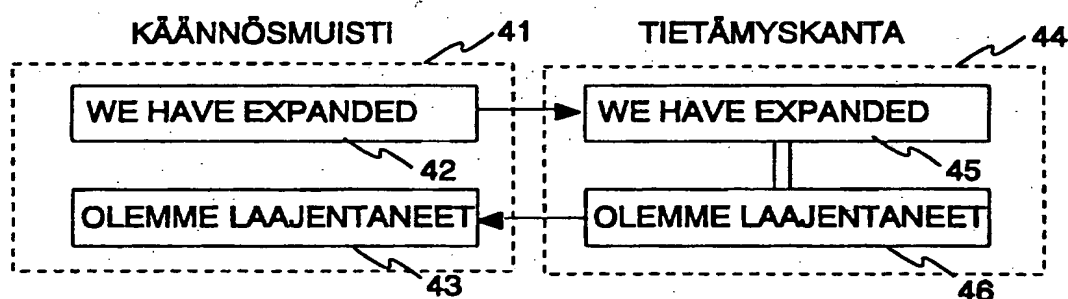 KÄÄNNÖSMUISTI 41 TIETÄMYSKANTA 44
WE HAVE EXPANDED WE HAVE EXPANDED
42 45
OLEMME LAAJENTANEET OLEMME LAAJENTANEET
43 46